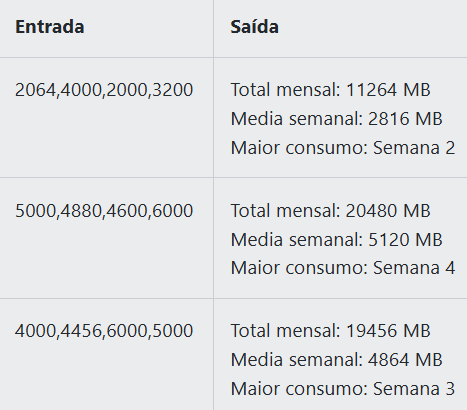 Entrada Saída
2064,4000,2000,3200 Total mensal: 11264 MB
Media semanal: 2816 MB
Maior consumo: Semana 2
5000,4880,4600,6000 Total mensal: 20480 MB
Media semanal: 5120 MB
Maior consumo: Semana 4
4000,4456,6000,5000 Total mensal: 19456 MB
Media semanal: 4864 MB
Maior consumo: Semana 3